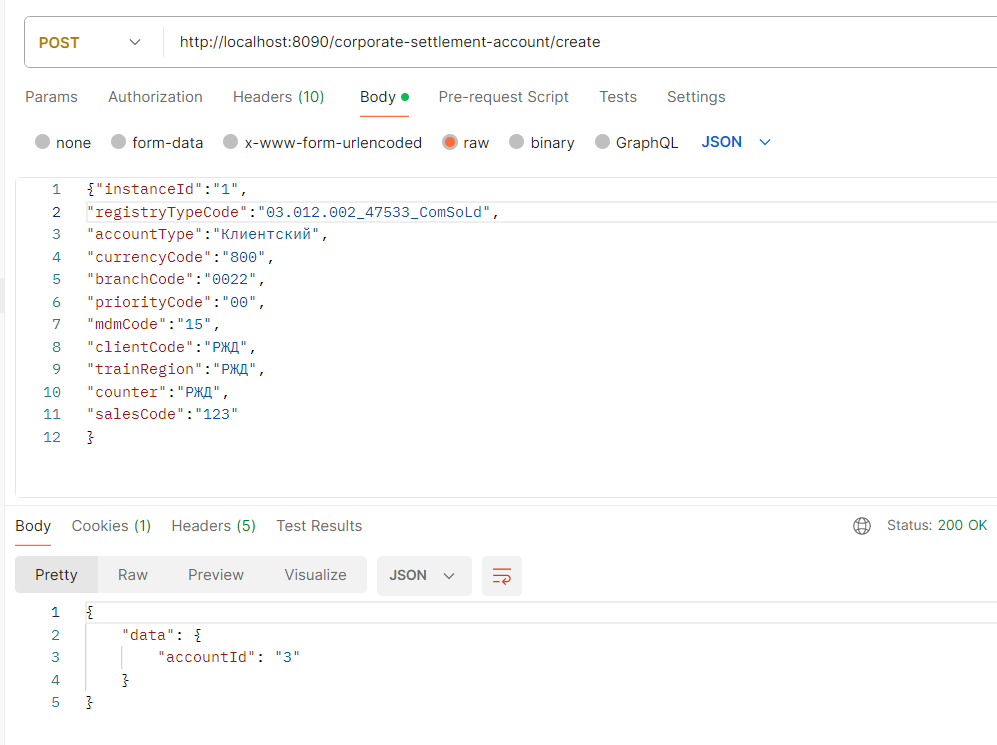 POST http://localhost:8090/corporate-settlement-account/create
Params Authorization Headers (10) Body Pre-request Script Tests Settings
none form-data x-www-form-urlencoded raw binary GraphQL JSON
1 {"instanceId":"1",
2 "registryTypeCode":"03.012.002_47533_ComSoLd",
3 "accountType":"Клиентский",
4 "currencyCode":"800",
5 "branchCode":"0022",
6 "priorityCode":"00",
7 "mdmCode":"15",
8 "clientCode":"РЖД",
9 "trainRegion":"РЖД",
10 "counter":"РЖД",
11 "salesCode":"123"
12 }
Body Cookies (1) Headers (5) Test Results Status: 200 OK
Pretty Raw Preview Visualize JSON
1 {
2 "data": {
3 "accountId": "3"
4 }
5 }